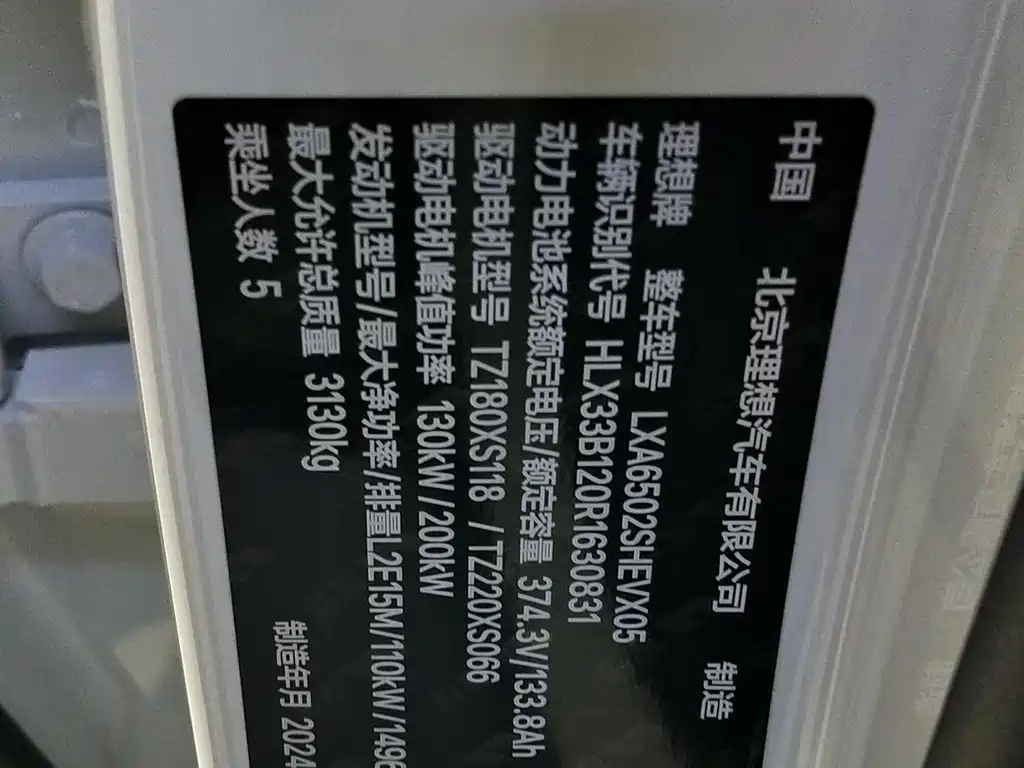 中国 北京理想汽车有限公司 制造
理想牌 整车型号 LXA6502SHEVX05
车辆识别代号 HLX33B120R1630831
动力电池系统额定电压/额定容量 374.3V/133.8Ah
驱动电机型号 TZ180XS118 /TZ220XS066
驱动电机峰值功率 130kW/200kW
发动机型号/最大净功率/排量L2E15M/110kW/1496
最大允许总质量 3130kg
乘坐人数 5 制造年月 2024